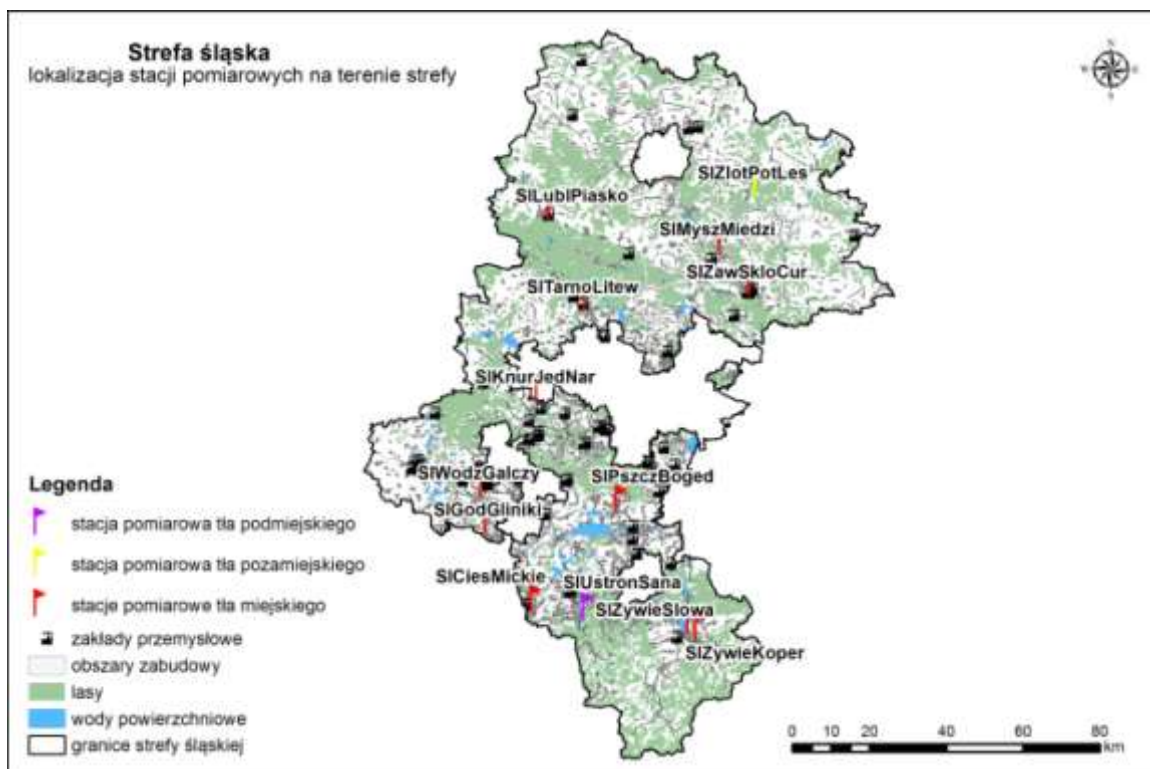 Strefa śląska
lokalizacja stacji pomiarowych na terenie strefy
N
W
E
S
SlZlotPotLes
SlLublPiasko
SlMyszMiedzi
SlZawSkloCur
SlTarnoLitew
SlKnurJedNar
SlWodzGalczy
SlPszczBoged
SlGodGliniki
SlCiesMickie
SlUstronSana
SlZywieSlowa
SlZywieKoper
Legenda
stacja pomiarowa tła podmiejskiego
stacja pomiarowa tła pozamiejskiego
stacje pomiarowe tła miejskiego
zakłady przemysłowe
obszary zabudowy
lasy
wody powierzchniowe
granice strefy śląskiej
0 10 20 40 60 80
km